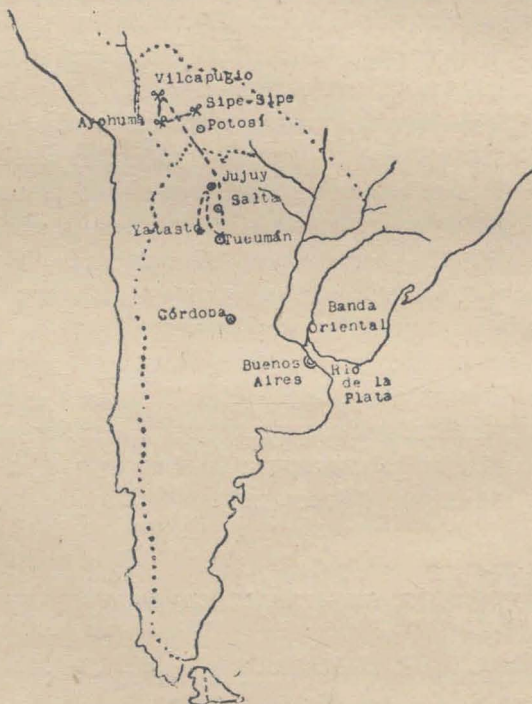 Vilcapugio
Sipe-Sipe
Ayohuma
Potosí
Jujuy
Salta
Yatasto
Tucumán
Córdoba
Banda
Oriental
Buenos
Aires
Río
de la
Plata